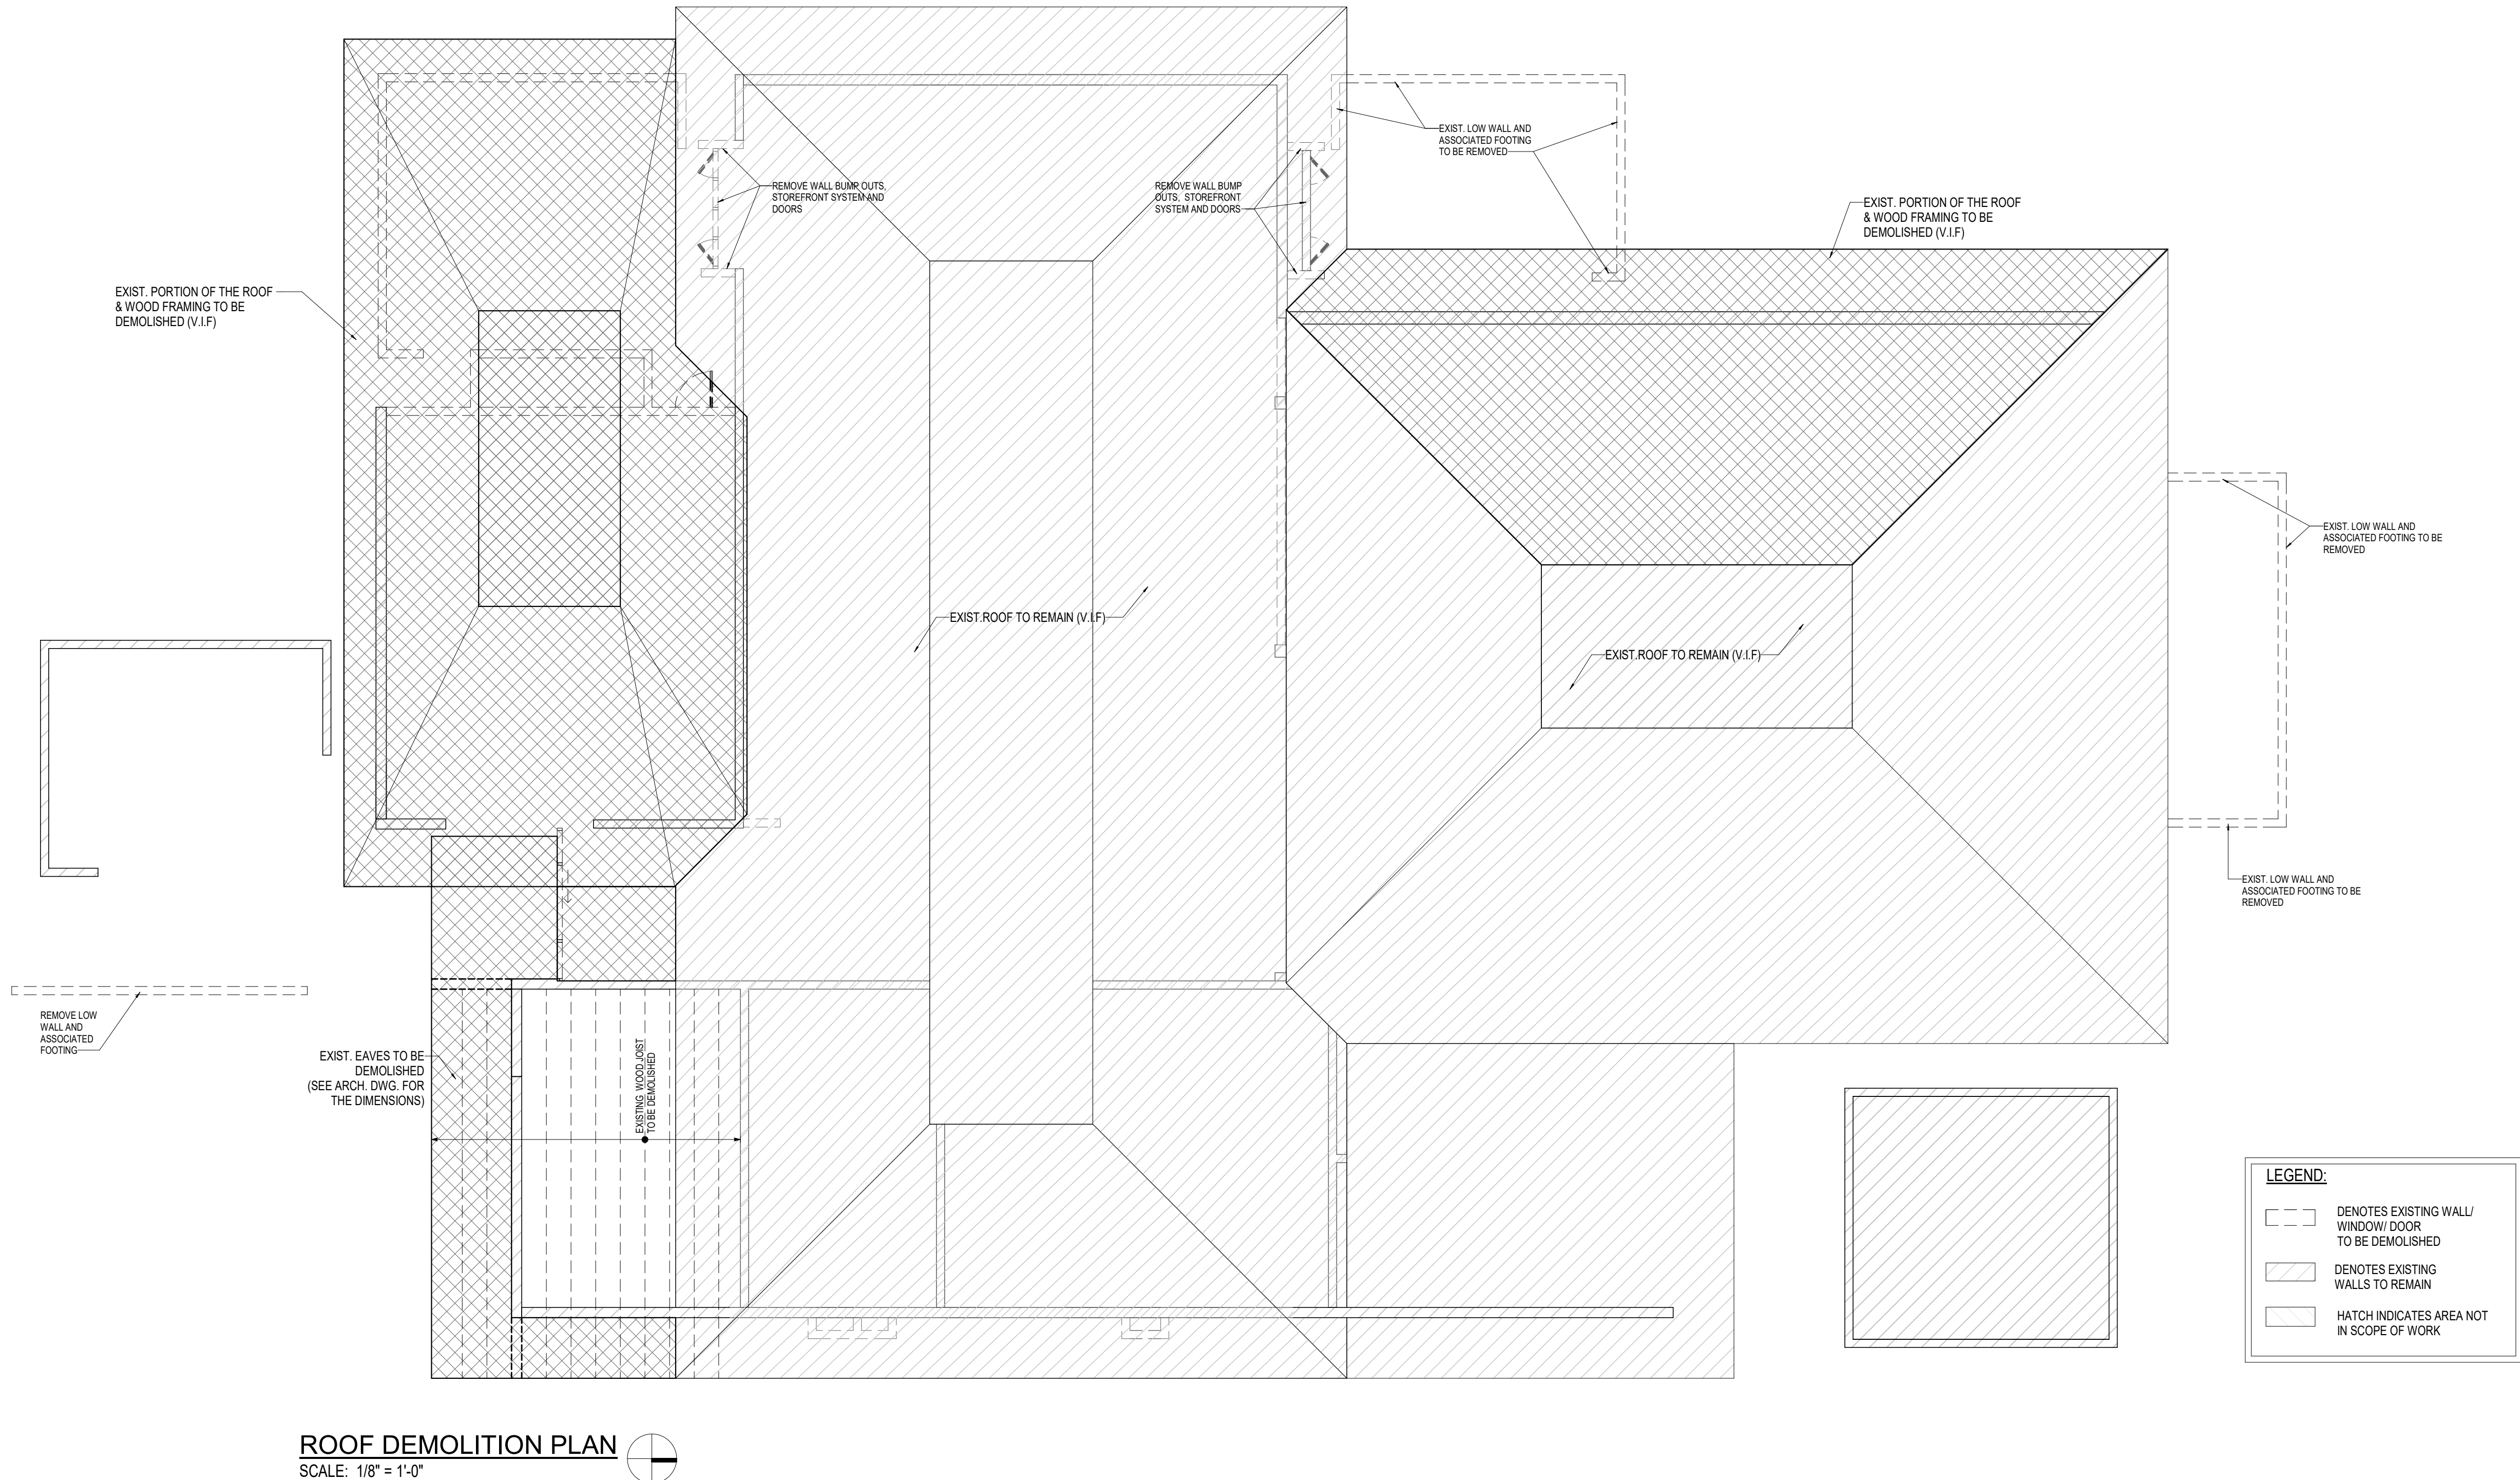 EXIST. LOW WALL AND
ASSOCIATED FOOTING
TO BE REMOVED
REMOVE WALL BUMP OUTS,
STOREFRONT SYSTEM AND
DOORS
REMOVE WALL BUMP
OUTS, STOREFRONT
SYSTEM AND DOORS
EXIST. PORTION OF THE ROOF
& WOOD FRAMING TO BE
DEMOLISHED (V.I.F)
EXIST. PORTION OF THE ROOF
& WOOD FRAMING TO BE
DEMOLISHED (V.I.F)
EXIST. LOW WALL AND
ASSOCIATED FOOTING TO BE
REMOVED
EXIST.ROOF TO REMAIN (V.I.F)
EXIST.ROOF TO REMAIN (V.I.F)
EXIST. LOW WALL AND
ASSOCIATED FOOTING TO BE
REMOVED
REMOVE LOW
WALL AND
ASSOCIATED
FOOTING
EXIST. EAVES TO BE
DEMOLISHED
(SEE ARCH. DWG. FOR
THE DIMENSIONS)
EXISTING WOOD JOIST
TO BE DEMOLISHED
LEGEND:
DENOTES EXISTING WALL/
WINDOW/ DOOR
TO BE DEMOLISHED
DENOTES EXISTING
WALLS TO REMAIN
HATCH INDICATES AREA NOT
IN SCOPE OF WORK
ROOF DEMOLITION PLAN
SCALE: 1/8" = 1'-0"